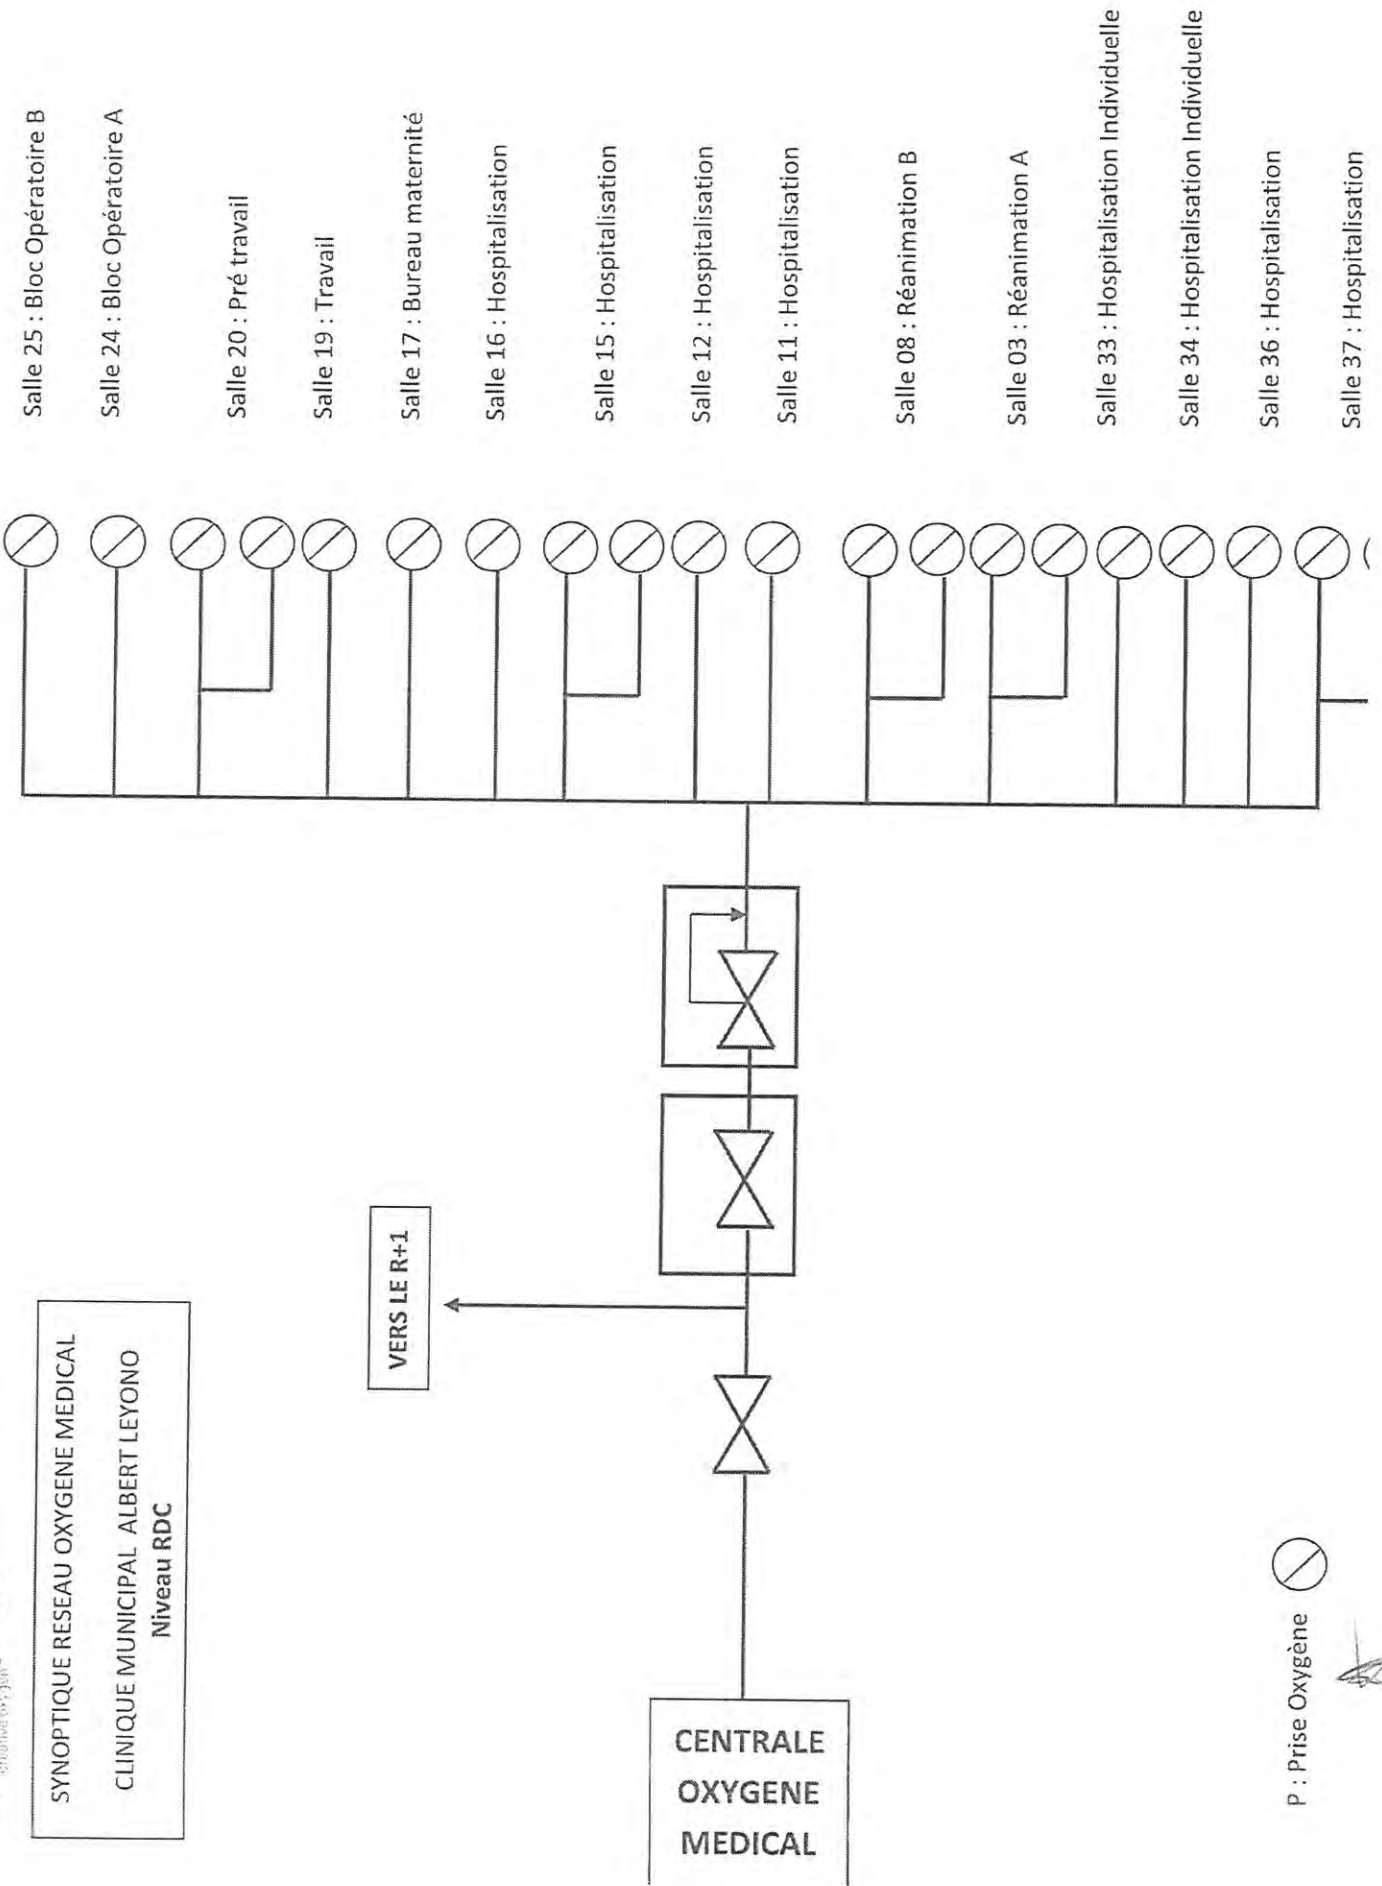 SYNOPTIQUE RESEAU OXYGENE MEDICAL
CLINIQUE MUNICIPAL ALBERT LEYONO
Niveau RDC
VERS LE R+1
CENTRALE
OXYGENE
MEDICAL
Salle 25 : Bloc Opératoire B
Salle 24 : Bloc Opératoire A
Salle 20 : Pré travail
Salle 19 : Travail
Salle 17 : Bureau maternité
Salle 16 : Hospitalisation
Salle 15 : Hospitalisation
Salle 12 : Hospitalisation
Salle 11 : Hospitalisation
Salle 08 : Réanimation B
Salle 03 : Réanimation A
Salle 33 : Hospitalisation Individuelle
Salle 34 : Hospitalisation Individuelle
Salle 36 : Hospitalisation
Salle 37 : Hospitalisation
P : Prise Oxygène